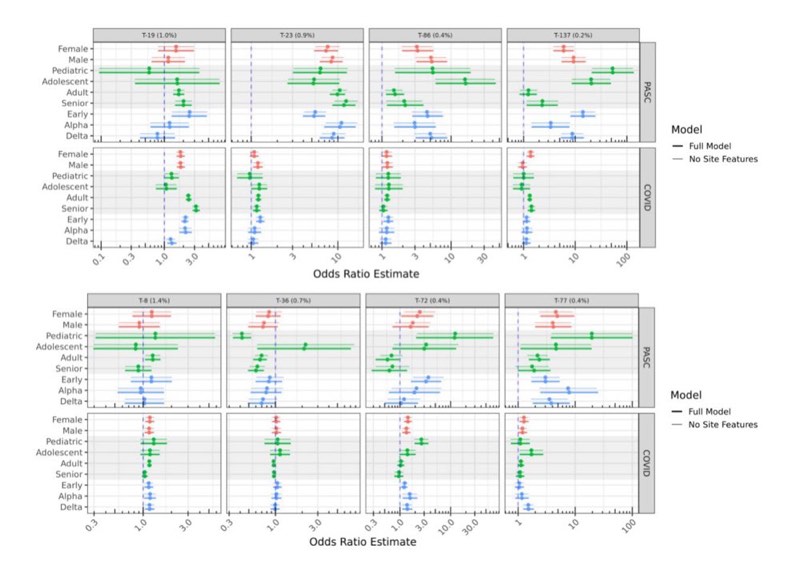 T-19 (1.0%) T-23 (0.9%) T-86 (0.4%) T-137 (0.2%)
Female
Male
Pediatric
Adolescent
Adult
Senior
Early
Alpha
Delta
PASC
Female
Male
Pediatric
Adolescent
Adult
Senior
Early
Alpha
Delta
COVID
0.1 0.3 1.0 3.0 1 3 10 1 3 10 30 1 10 100
Odds Ratio Estimate
Model
Full Model
No Site Features
T-8 (1.4%) T-36 (0.7%) T-72 (0.4%) T-77 (0.4%)
Female
Male
Pediatric
Adolescent
Adult
Senior
Early
Alpha
Delta
PASC
Female
Male
Pediatric
Adolescent
Adult
Senior
Early
Alpha
Delta
COVID
0.3 1.0 3.0 0.3 1.0 3.0 0.3 1.0 3.0 10.0 30.0 1 10 100
Odds Ratio Estimate
Model
Full Model
No Site Features